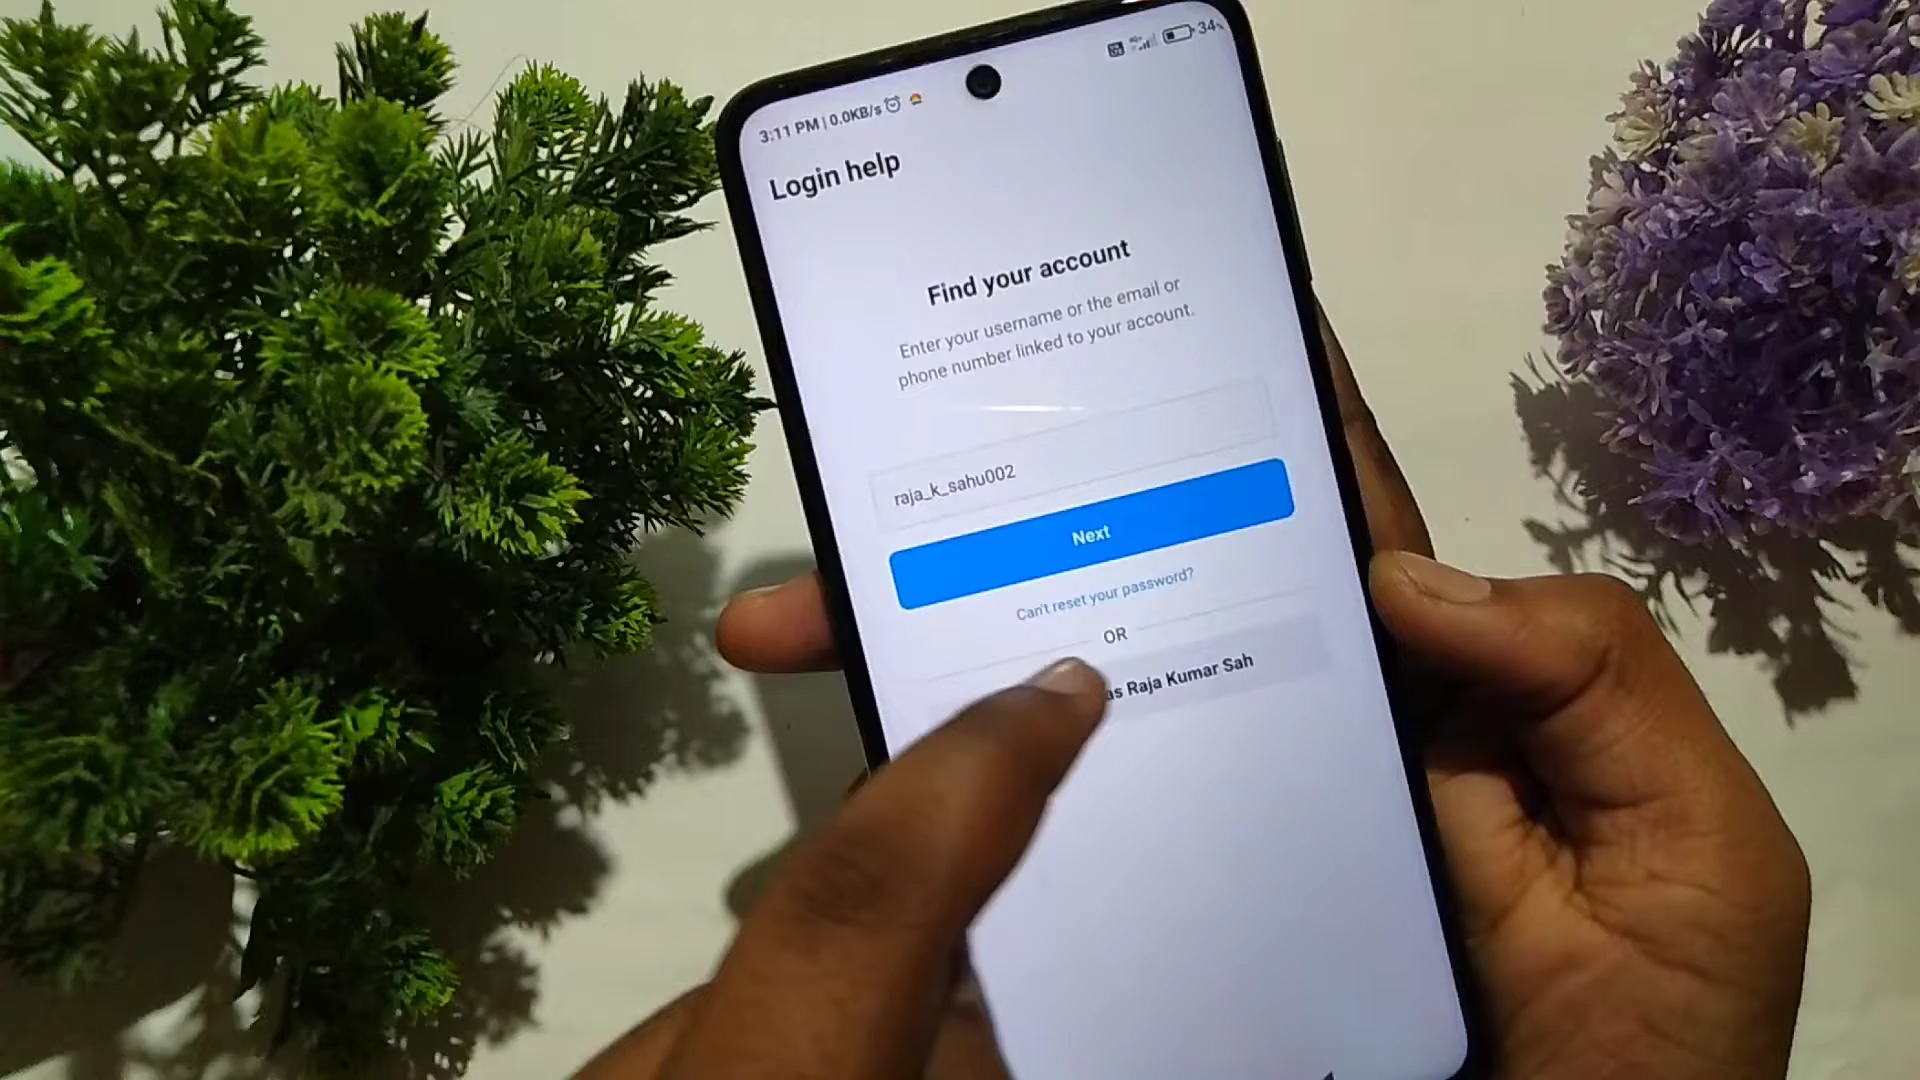 3:11 PM | 0.0KB/s
34%
Login help
Find your account
Enter your username or the email or
phone number linked to your account.
raja_k_sahu002
Next
Can't reset your password?
OR
as Raja Kumar Sah